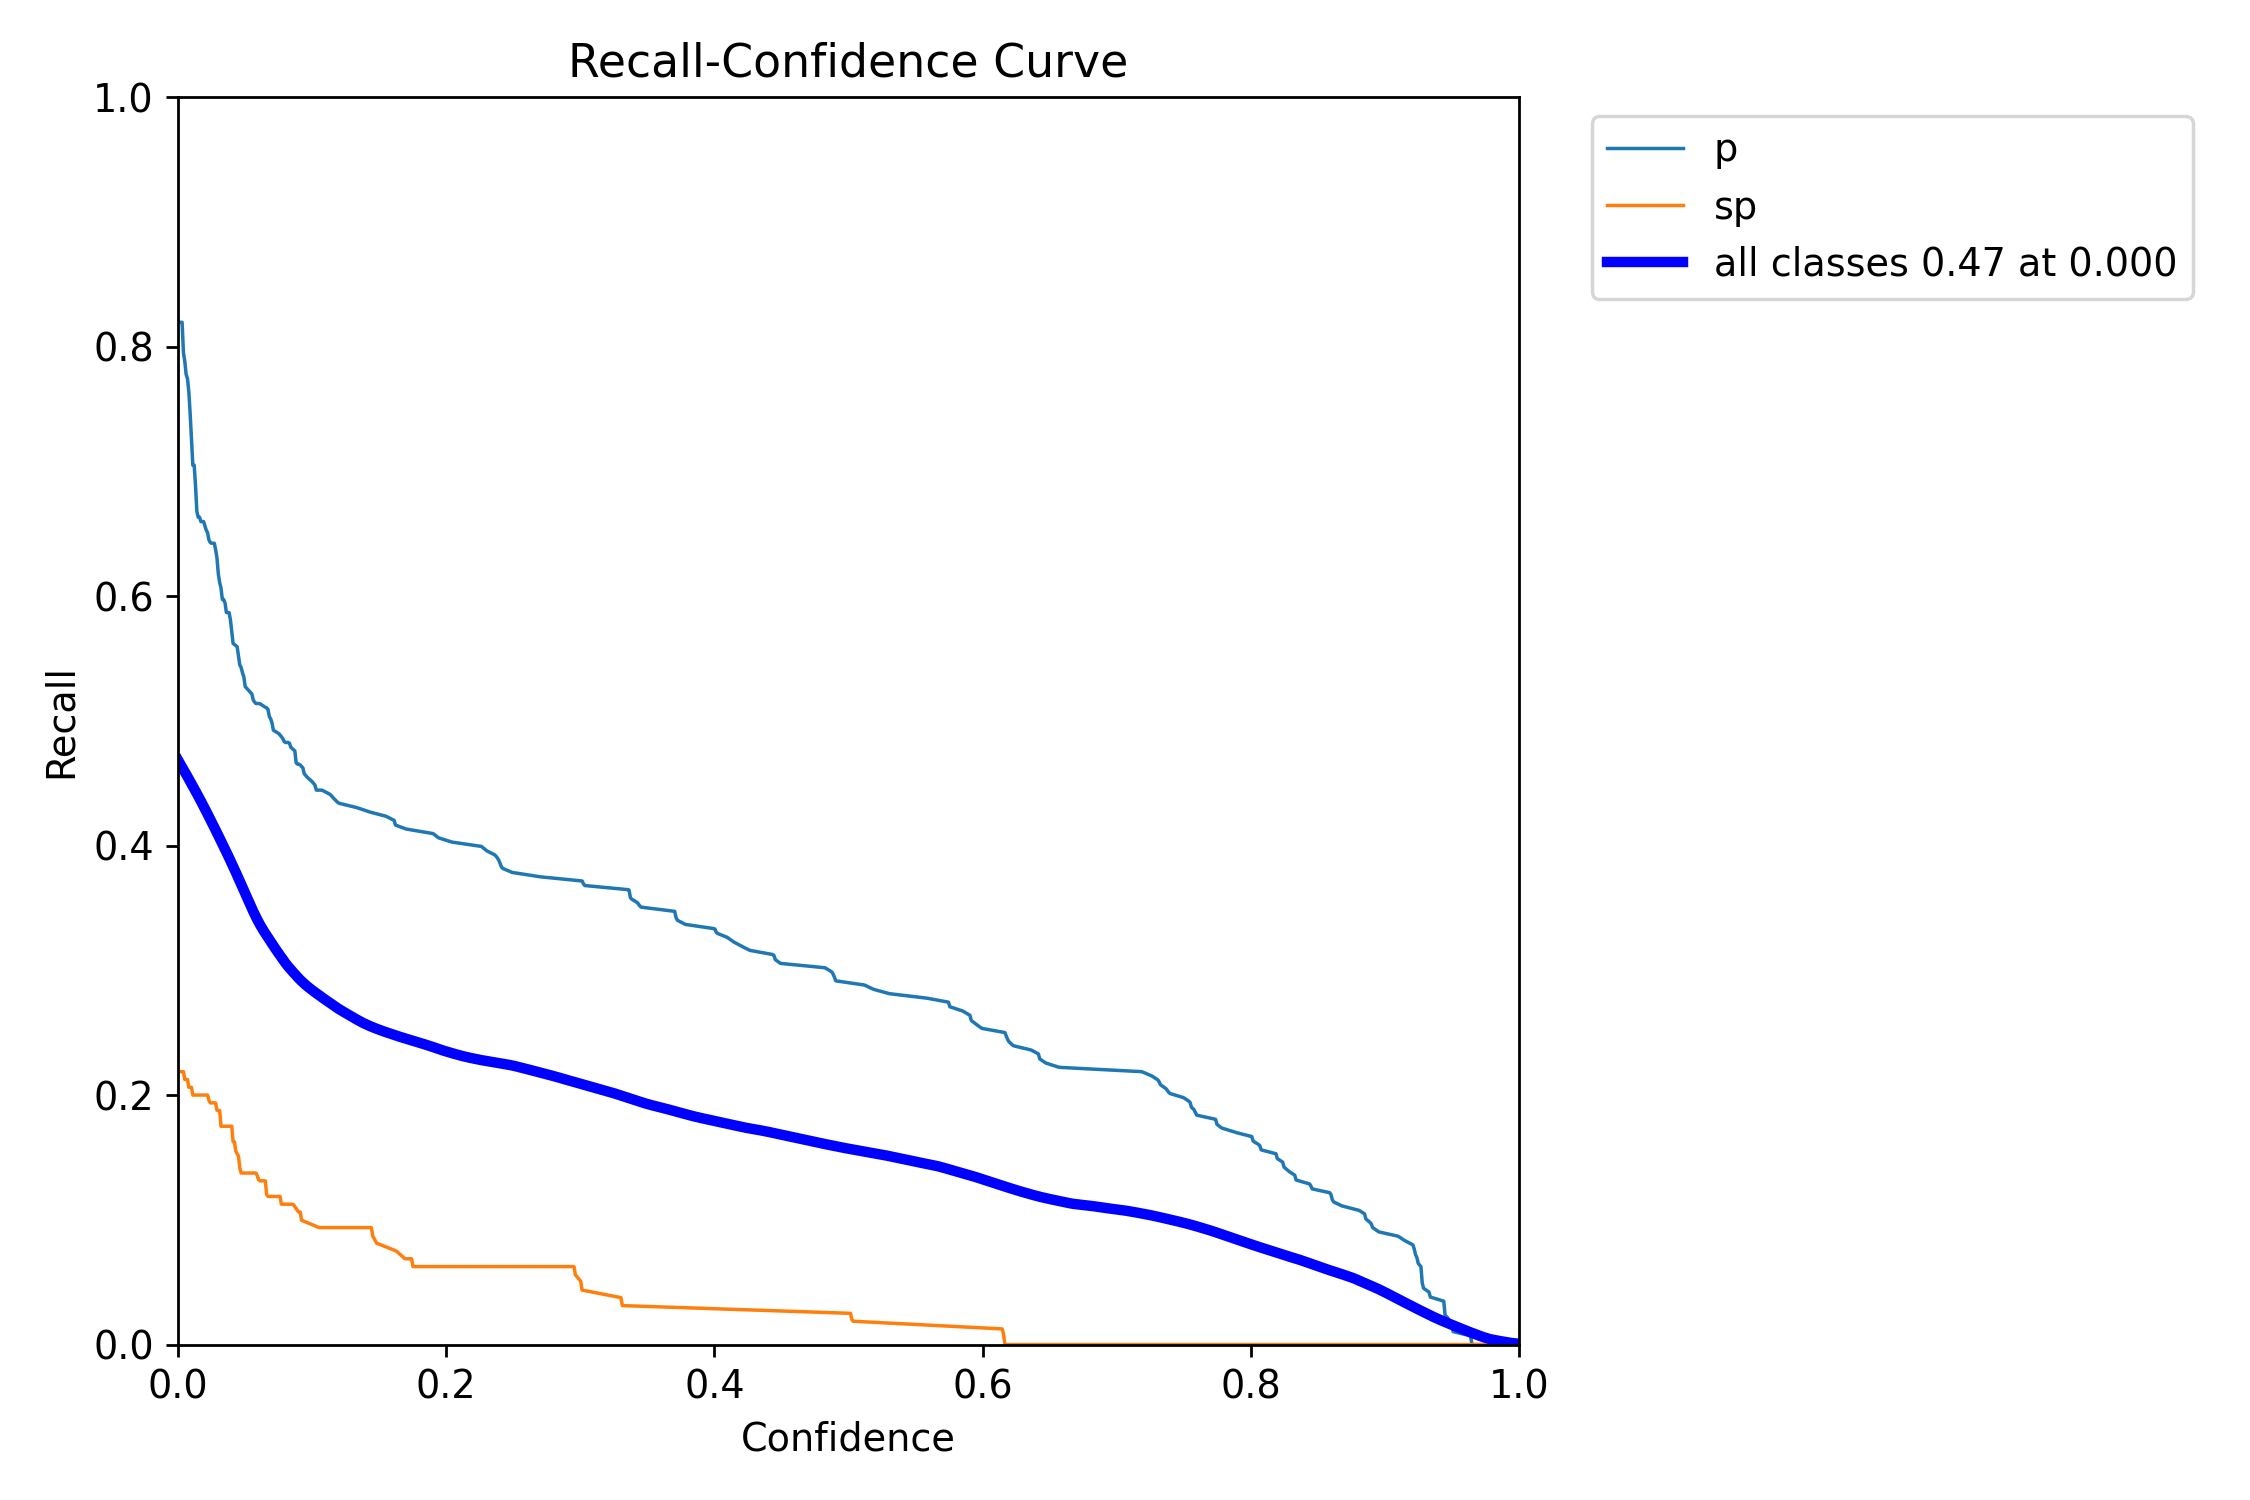 Recall-Confidence Curve
1.0
0.8
0.6
0.4
0.2
0.0
Recall
0.0 0.2 0.4 0.6 0.8 1.0
Confidence
p
sp
all classes 0.47 at 0.000